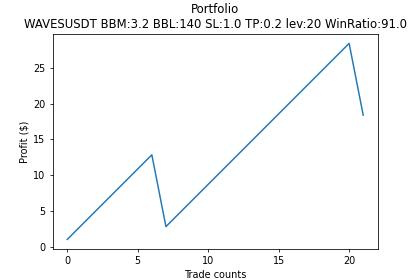 Portfolio
WAVESUSDT BBM:3.2 BBL:140 SL:1.0 TP:0.2 lev:20 WinRatio:91.0
Profit ($)
25
20
15
10
5
0
0 5 10 15 20
Trade counts